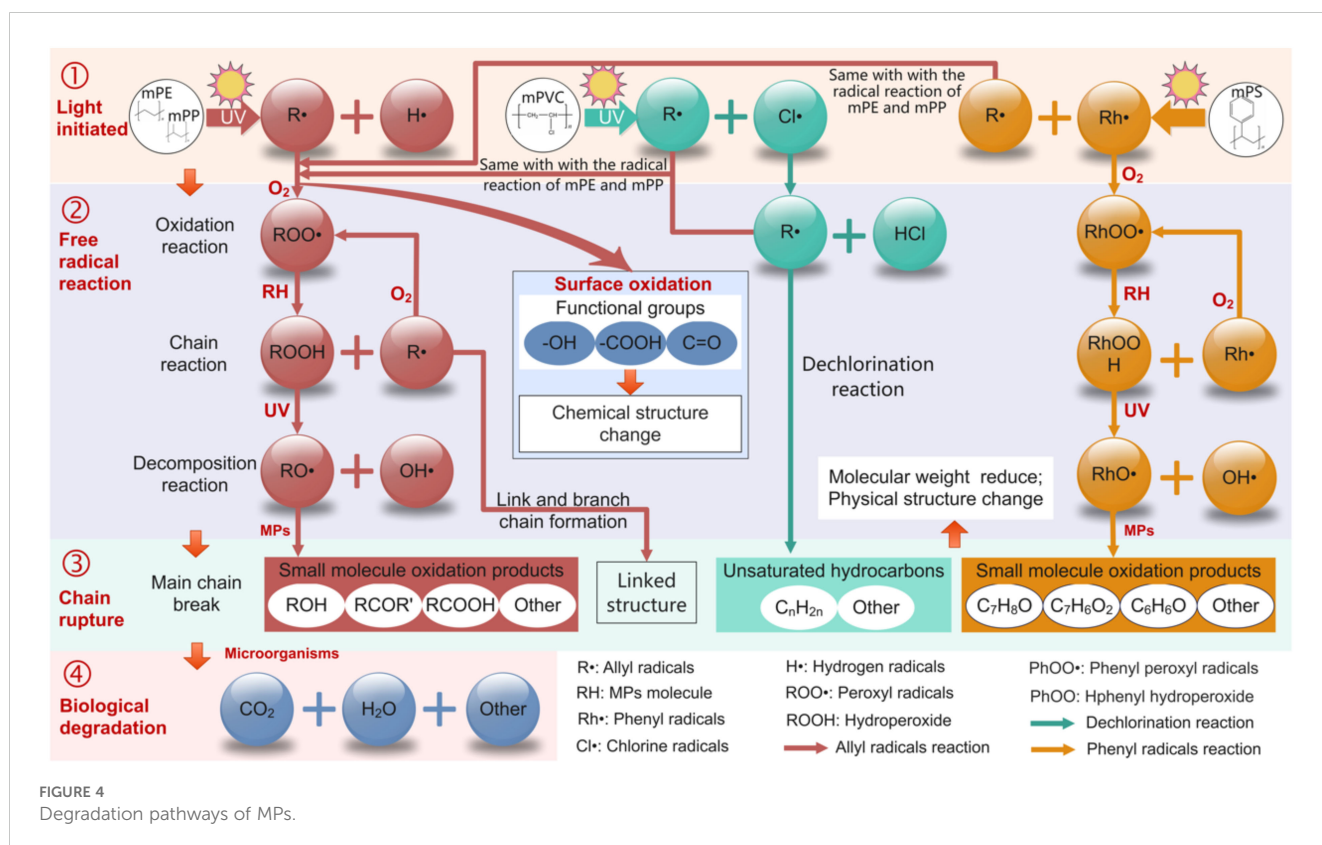 ①
Light
initiated
mPE
mPP
UV
R•
+
H•
mPVC
CH₂
CH
Cl
n
UV
R•
+
Cl•
Same with with the
radical reaction of
mPE and mPP
R•
+
Rh•
mPS
n
Same with with the radical
reaction of mPE and mPP
O₂
O₂
②
Free
radical
reaction
Oxidation
reaction
ROO•
R•
+
HCl
RhOO•
RH
O₂
Surface oxidation
Functional groups
-OH
-COOH
C=O
Chemical structure
change
RH
O₂
Chain
reaction
ROOH
+
R•
Dechlorination
reaction
RhOO
H
+
Rh•
UV
UV
Decomposition
reaction
RO•
+
OH•
Link and branch
chain formation
Molecular weight reduce;
Physical structure change
RhO•
+
OH•
MPs
MPs
③
Chain
rupture
Main chain
break
Small molecule oxidation products
ROH
RCOR'
RCOOH
Other
Linked
structure
Unsaturated hydrocarbons
CₙH₂ₙ
Other
Small molecule oxidation products
C₇H₈O
C₇H₆O₂
C₆H₆O
Other
④
Biological
degradation
Microorganisms
CO₂
+
H₂O
+
Other
R•: Allyl radicals
RH: MPs molecule
Rh•: Phenyl radicals
Cl•: Chlorine radicals
H•: Hydrogen radicals
ROO•: Peroxyl radicals
ROOH: Hydroperoxide
Allyl radicals reaction
PhOO•: Phenyl peroxyl radicals
PhOO: Hphenyl hydroperoxide
Dechlorination reaction
Phenyl radicals reaction
FIGURE 4
Degradation pathways of MPs.